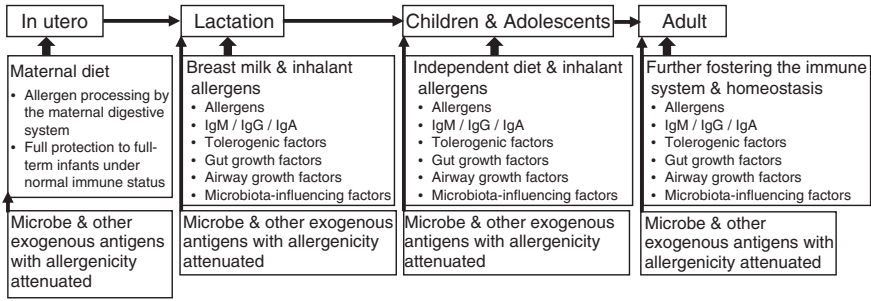 In utero
Lactation
Children & Adolescents
Adult
Maternal diet
• Allergen processing by
the maternal digestive
system
• Full protection to full-
term infants under
normal immune status
Breast milk & inhalant
allergens
• Allergens
• IgM / IgG / IgA
• Tolerogenic factors
• Gut growth factors
• Airway growth factors
• Microbiota-influencing factors
Independent diet & inhalant
allergens
• Allergens
• IgM / IgG / IgA
• Tolerogenic factors
• Gut growth factors
• Airway growth factors
• Microbiota-influencing factors
Further fostering the immune
system & homeostasis
• Allergens
• IgM / IgG / IgA
• Tolerogenic factors
• Gut growth factors
• Airway growth factors
• Microbiota-influencing factors
Microbe & other
exogenous antigens
with allergenicity
attenuated
Microbe & other exogenous
antigens with allergenicity
attenuated
Microbe & other exogenous
antigens with allergenicity
attenuated
Microbe & other
exogenous antigens with
allergenicity attenuated